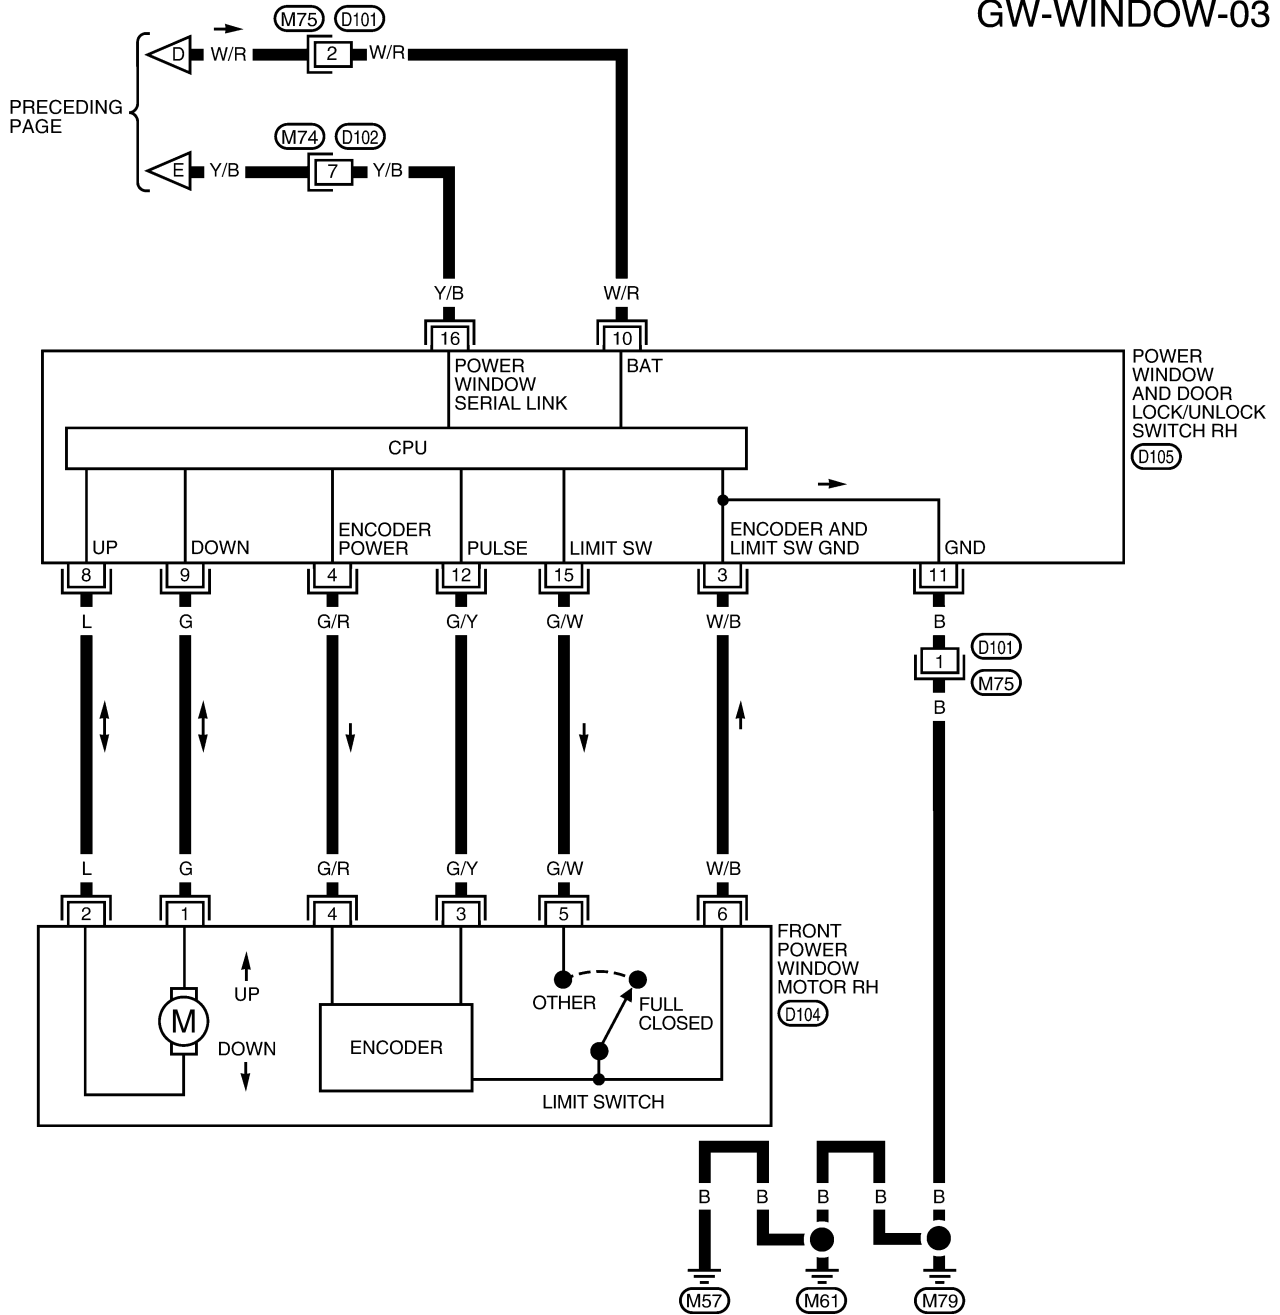 GW-WINDOW-03
M75 D101
D W/R 2 W/R
PRECEDING
PAGE
M74 D102
E Y/B 7 Y/B
Y/B W/R
16 10
POWER
WINDOW
SERIAL LINK
BAT
POWER
WINDOW
AND DOOR
LOCK/UNLOCK
SWITCH RH
D105
CPU
UP
DOWN
ENCODER
POWER
PULSE
LIMIT SW
ENCODER AND
LIMIT SW GND
GND
8 9 4 12 15 3 11
L G G/R G/Y G/W W/B B
1
D101
M75
B
L G G/R G/Y G/W W/B
2 1 4 3 5 6
FRONT
POWER
WINDOW
MOTOR RH
D104
UP
M
DOWN
ENCODER
OTHER
FULL
CLOSED
LIMIT SWITCH
B B B B B
M57 M61 M79